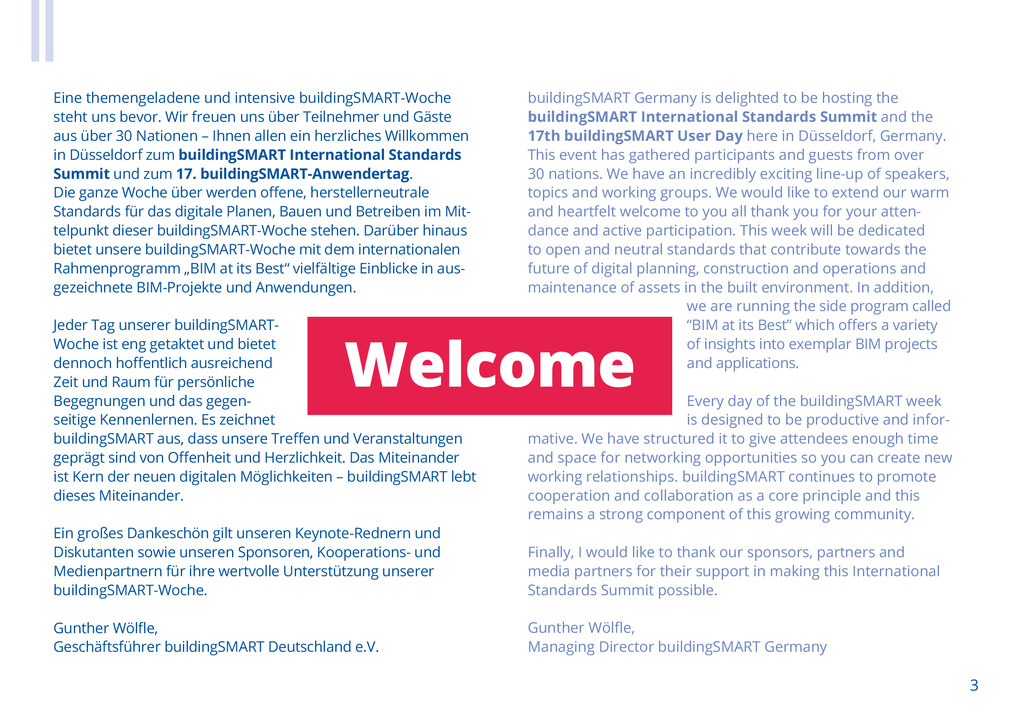 Eine themengeladene und intensive buildingSMART-Woche
steht uns bevor. Wir freuen uns über Teilnehmer und Gäste
aus über 30 Nationen – Ihnen allen ein herzliches Willkommen
in Düsseldorf zum buildingSMART International Standards
Summit und zum 17. buildingSMART-Anwendertag.
Die ganze Woche über werden offene, herstellerneutrale
Standards für das digitale Planen, Bauen und Betreiben im Mit-
telpunkt dieser buildingSMART-Woche stehen. Darüber hinaus
bietet unsere buildingSMART-Woche mit dem internationalen
Rahmenprogramm „BIM at its Best“ vielfältige Einblicke in aus-
gezeichnete BIM-Projekte und Anwendungen.
Jeder Tag unserer buildingSMART-
Woche ist eng getaktet und bietet
dennoch hoffentlich ausreichend
Zeit und Raum für persönliche
Begegnungen und das gegen-
seitige Kennenlernen. Es zeichnet
buildingSMART aus, dass unsere Treffen und Veranstaltungen
geprägt sind von Offenheit und Herzlichkeit. Das Miteinander
ist Kern der neuen digitalen Möglichkeiten – buildingSMART lebt
dieses Miteinander.
Ein großes Dankeschön gilt unseren Keynote-Rednern und
Diskutanten sowie unseren Sponsoren, Kooperations- und
Medienpartnern für ihre wertvolle Unterstützung unserer
buildingSMART-Woche.
Gunther Wölfle,
Geschäftsführer buildingSMART Deutschland e.V.
Welcome
buildingSMART Germany is delighted to be hosting the
buildingSMART International Standards Summit and the
17th buildingSMART User Day here in Düsseldorf, Germany.
This event has gathered participants and guests from over
30 nations. We have an incredibly exciting line-up of speakers,
topics and working groups. We would like to extend our warm
and heartfelt welcome to you all thank you for your atten-
dance and active participation. This week will be dedicated
to open and neutral standards that contribute towards the
future of digital planning, construction and operations and
maintenance of assets in the built environment. In addition,
we are running the side program called
“BIM at its Best” which offers a variety
of insights into exemplar BIM projects
and applications.
Every day of the buildingSMART week
is designed to be productive and infor-
mative. We have structured it to give attendees enough time
and space for networking opportunities so you can create new
working relationships. buildingSMART continues to promote
cooperation and collaboration as a core principle and this
remains a strong component of this growing community.
Finally, I would like to thank our sponsors, partners and
media partners for their support in making this International
Standards Summit possible.
Gunther Wölfle,
Managing Director buildingSMART Germany
3